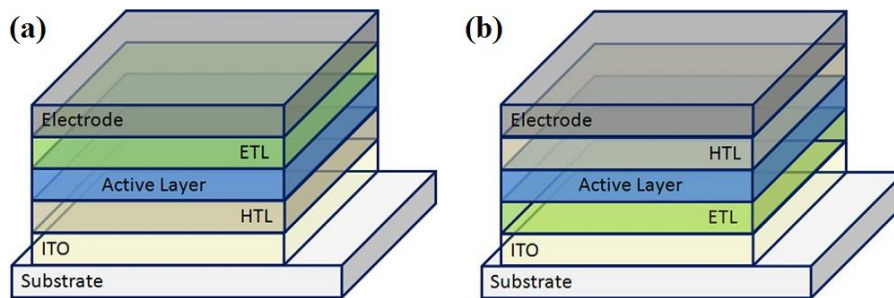 (a)
Electrode
ETL
Active Layer
HTL
ITO
Substrate
(b)
Electrode
HTL
Active Layer
ETL
ITO
Substrate